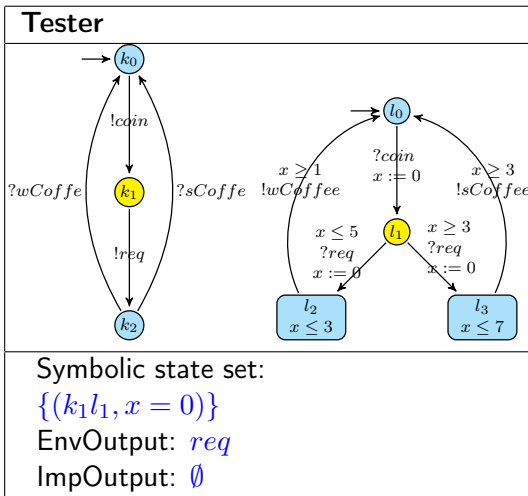 Tester
k0
!coin
k1
?wCoffe
?sCoffe
!req
k2
l0
x ≥ 1
!wCoffee
?coin
x := 0
x ≥ 3
!sCoffee
l1
x ≤ 5
?req
x := 0
x ≥ 3
?req
x := 0
l2
x ≤ 3
l3
x ≤ 7
Symbolic state set:
{(k1l1, x = 0)}
EnvOutput: req
ImpOutput: ∅